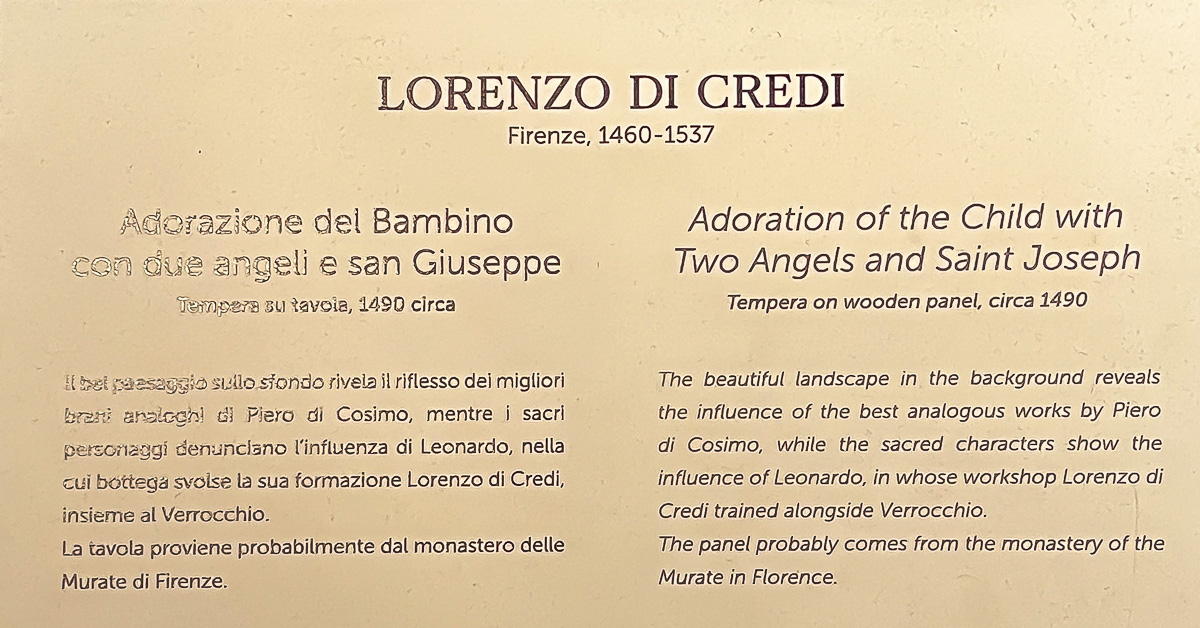 LORENZO DI CREDI
Firenze, 1460-1537
Adorazione del Bambino
con due angeli e san Giuseppe
Tempera su tavola, 1490 circa
Il bel paesaggio sullo sfondo rivela il riflesso dei migliori
brani analoghi di Piero di Cosimo, mentre i sacri
personaggi denunciano l'influenza di Leonardo, nella
cui bottega svolse la sua formazione Lorenzo di Credi,
insieme al Verrocchio.
La tavola proviene probabilmente dal monastero delle
Murate di Firenze.
Adoration of the Child with
Two Angels and Saint Joseph
Tempera on wooden panel, circa 1490
The beautiful landscape in the background reveals
the influence of the best analogous works by Piero
di Cosimo, while the sacred characters show the
influence of Leonardo, in whose workshop Lorenzo di
Credi trained alongside Verrocchio.
The panel probably comes from the monastery of the
Murate in Florence.